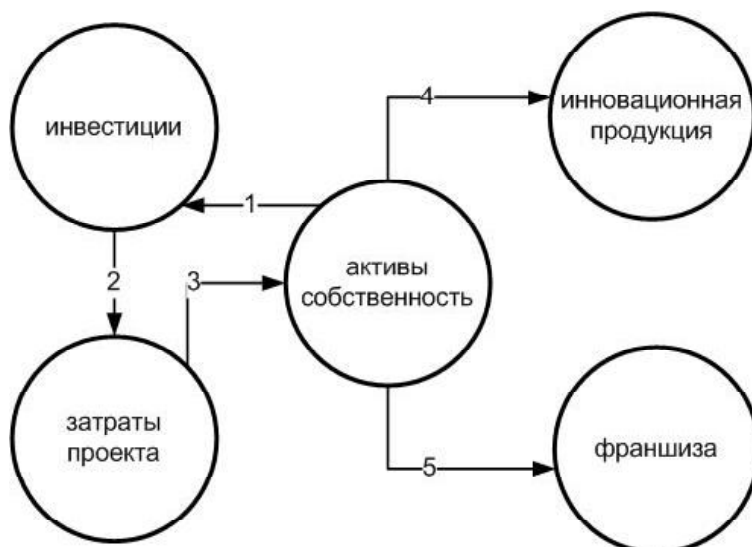 инвестиции
4
инновационная
продукция
1
активы
собственность
2
3
затраты
проекта
5
франшиза